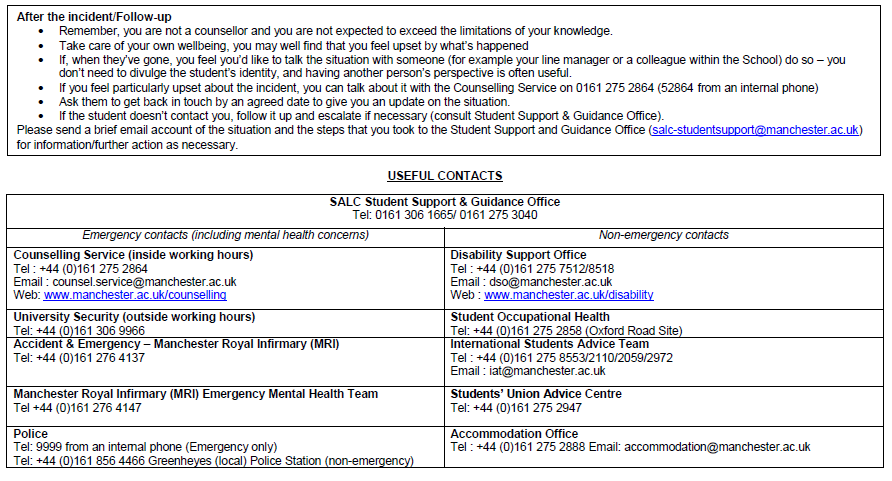 After the incident/Follow-up
• Remember, you are not a counsellor and you are not expected to exceed the limitations of your knowledge.
• Take care of your own wellbeing, you may well find that you feel upset by what's happened
• If, when they've gone, you feel you'd like to talk the situation with someone (for example your line manager or a colleague within the School) do so – you
don't need to divulge the student's identity, and having another person's perspective is often useful.
• If you feel particularly upset about the incident, you can talk about it with the Counselling Service on 0161 275 2864 (52864 from an internal phone)
• Ask them to get back in touch by an agreed date to give you an update on the situation.
• If the student doesn't contact you, follow it up and escalate if necessary (consult Student Support & Guidance Office).
Please send a brief email account of the situation and the steps that you took to the Student Support and Guidance Office (salc-studentsupport@manchester.ac.uk)
for information/further action as necessary.
USEFUL CONTACTS
SALC Student Support & Guidance Office
Tel: 0161 306 1665/ 0161 275 3040
Emergency contacts (including mental health concerns)
Non-emergency contacts
Counselling Service (inside working hours)
Tel : +44 (0)161 275 2864
Email : counsel.service@manchester.ac.uk
Web: www.manchester.ac.uk/counselling
Disability Support Office
Tel : +44 (0)161 275 7512/8518
Email : dso@manchester.ac.uk
Web : www.manchester.ac.uk/disability
University Security (outside working hours)
Tel: +44 (0)161 306 9966
Student Occupational Health
Tel: +44 (0)161 275 2858 (Oxford Road Site)
Accident & Emergency – Manchester Royal Infirmary (MRI)
Tel: +44 (0)161 276 4137
International Students Advice Team
Tel : +44 (0)161 275 8553/2110/2059/2972
Email : iat@manchester.ac.uk
Manchester Royal Infirmary (MRI) Emergency Mental Health Team
Tel +44 (0)161 276 4147
Students' Union Advice Centre
Tel: +44 (0)161 275 2947
Police
Tel: 9999 from an internal phone (Emergency only)
Tel: +44 (0)161 856 4466 Greenheyes (local) Police Station (non-emergency)
Accommodation Office
Tel : +44 (0)161 275 2888 Email: accommodation@manchester.ac.uk